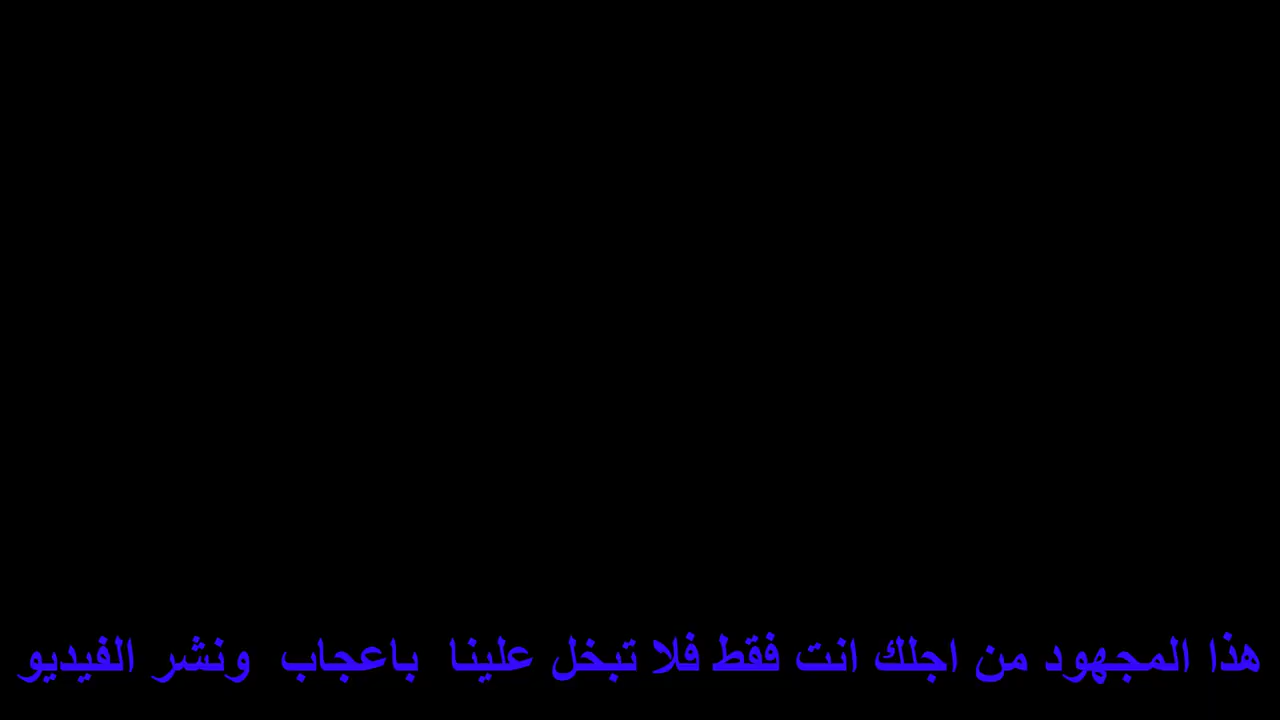 هذا المجهود من اجلك انت فقط فلا تبخل علينا باعجاب ونشر الفيديو